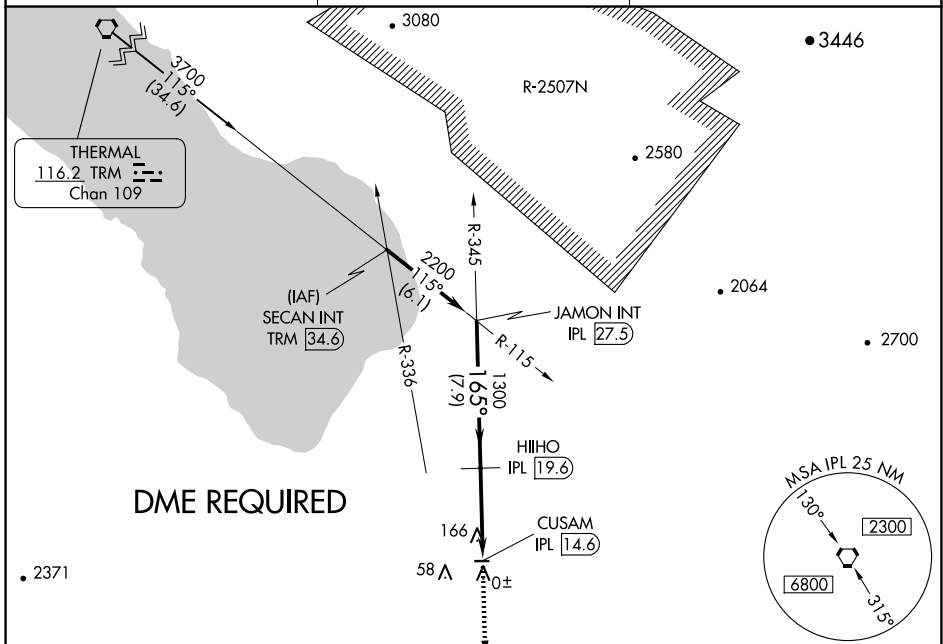 3080
3446
R-2507N
3700
115°
(34.6)
THERMAL
116.2 TRM
Chan 109
2580
R-345
2200
115°
(6.1)
2064
(IAF)
SECAN INT
TRM 34.6
JAMON INT
IPL 27.5
R-115
2700
R-336
1300
165°
(7.9)
HIIHO
IPL 19.6
MSA IPL 25 NM
130°
2300
6800
315°
DME REQUIRED
166
CUSAM
IPL 14.6
58
0±
2371